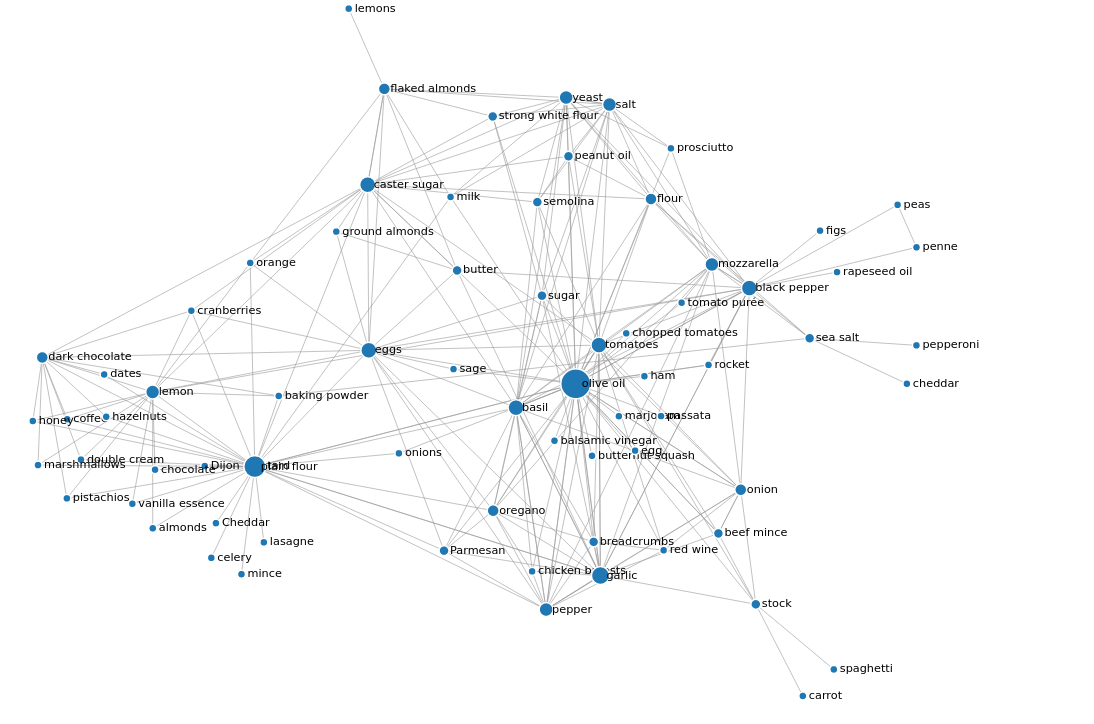 lemons
flaked almonds
yeast
salt
strong white flour
prosciutto
peanut oil
caster sugar
milk
semolina
flour
peas
figs
ground almonds
penne
orange
butter
mozzarella
rapeseed oil
black pepper
sugar
tomato purée
cranberries
chopped tomatoes
sea salt
tomatoes
pepperoni
eggs
dark chocolate
rocket
sage
dates
ham
olive oil
cheddar
lemon
baking powder
basil
honey
coffee
hazelnuts
passata
balsamic vinegar
egg
onions
butternut squash
double cream
marshmallows
chocolate
Dijon
plain flour
onion
pistachios
vanilla essence
oregano
Cheddar
almonds
beef mince
lasagne
breadcrumbs
red wine
Parmesan
celery
chicken
garlic
mince
stock
pepper
spaghetti
carrot